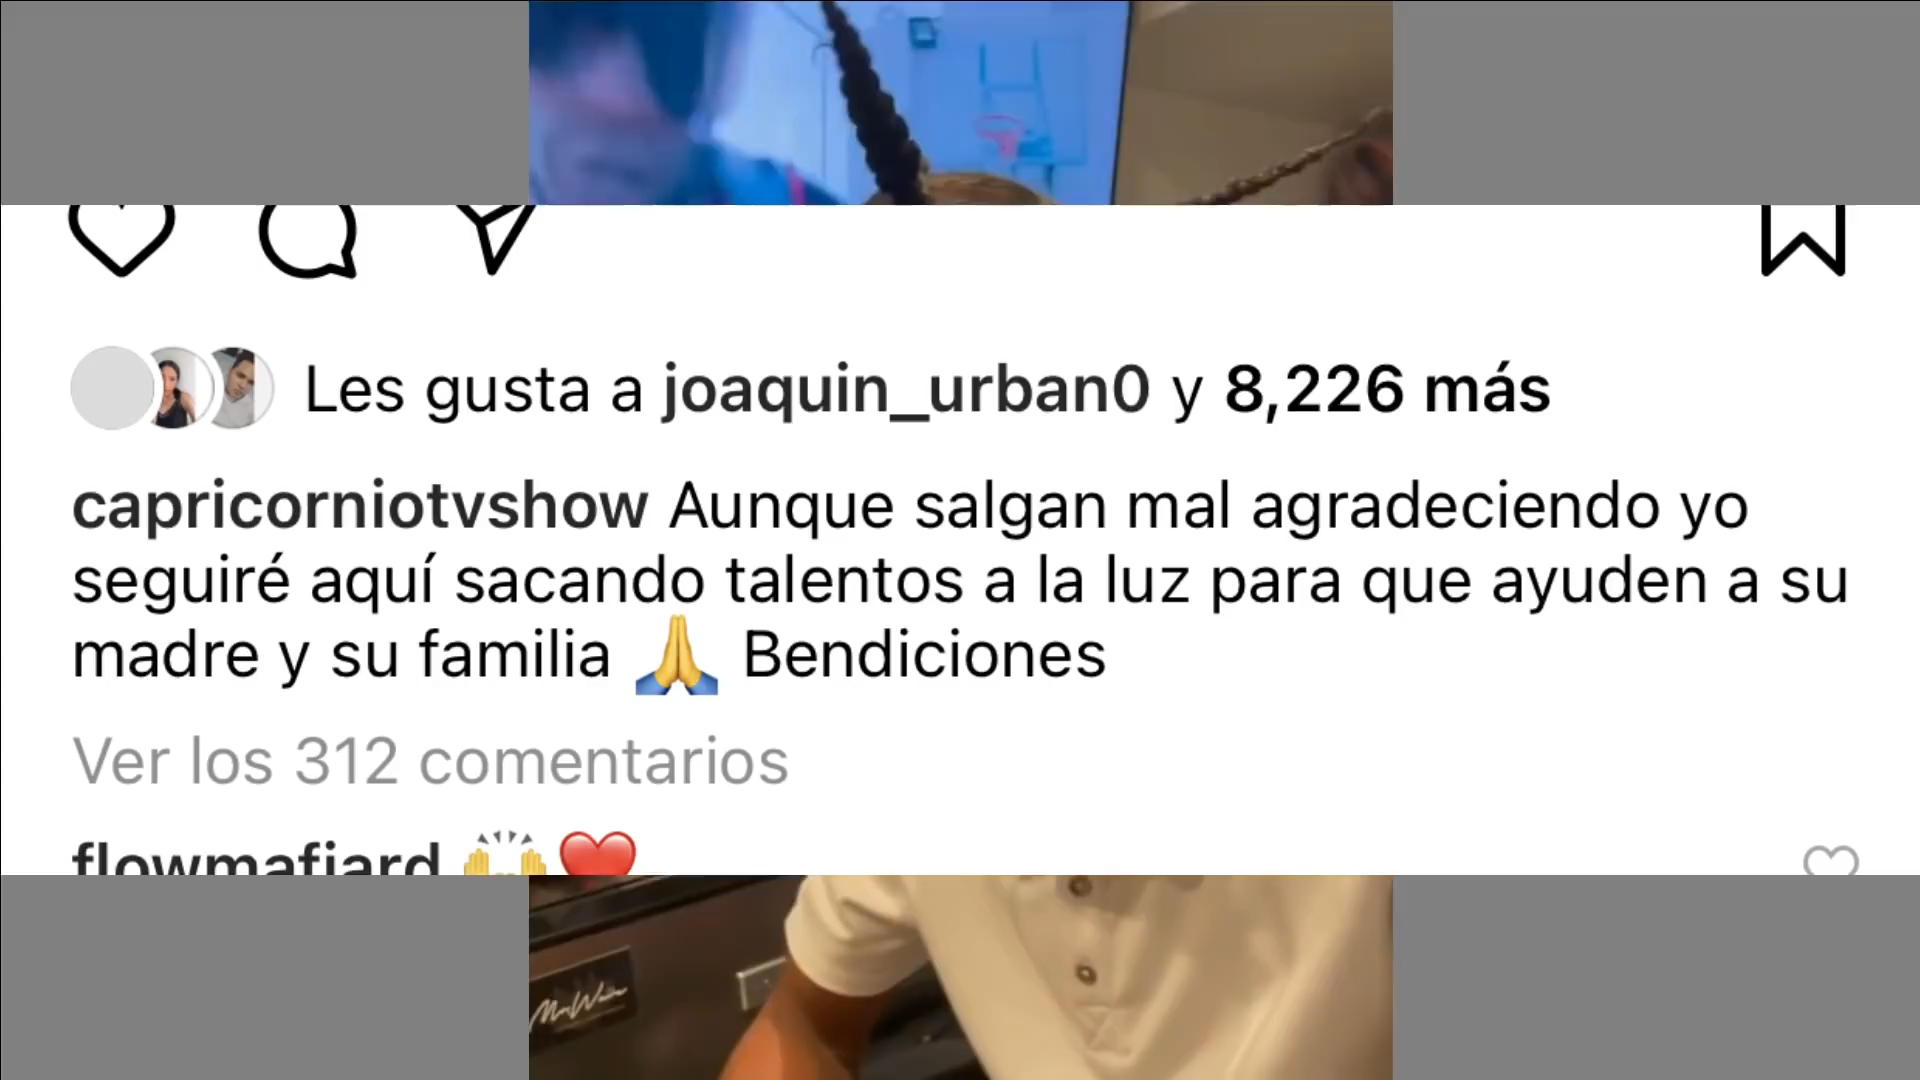 Les gusta a joaquin_urban0 y 8,226 más
capricorniotvshow Aunque salgan mal agradeciendo yo
seguiré aquí sacando talentos a la luz para que ayuden a su
madre y su familia 🙏 Bendiciones
Ver los 312 comentarios
flowmafiard 🙌❤️